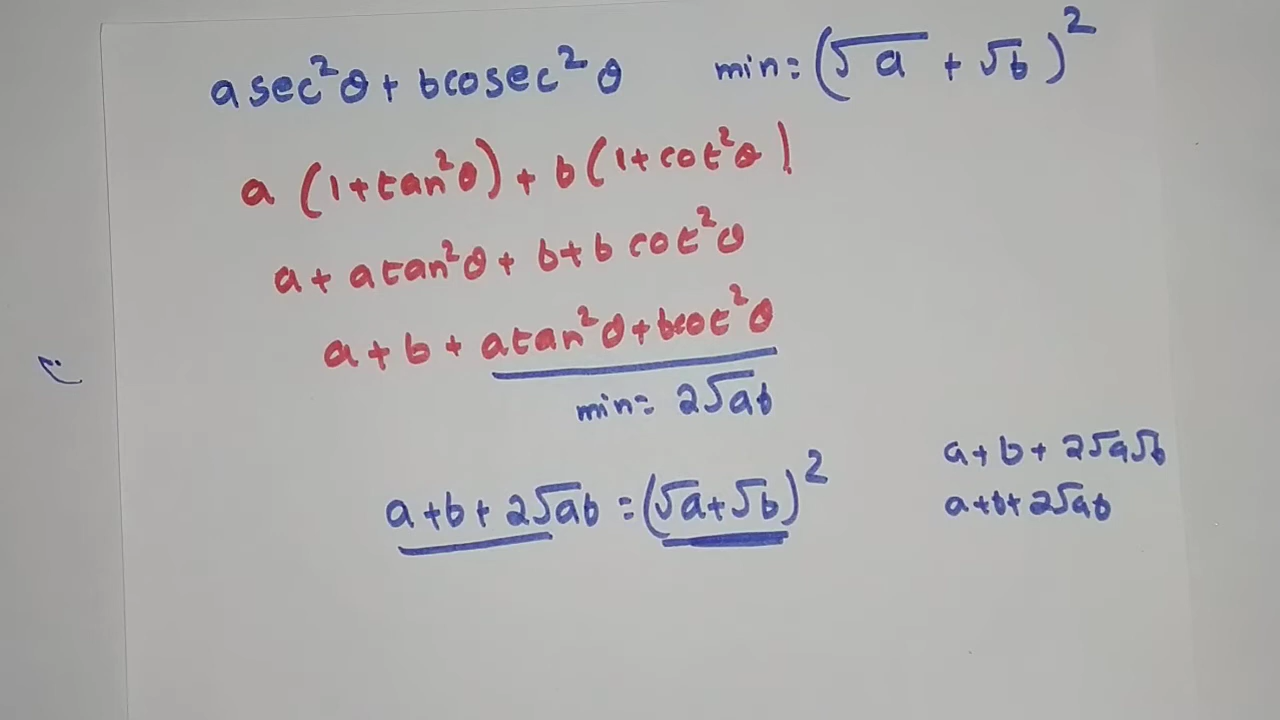 a sec²θ + b cosec²θ min = (√a + √b)²
a (1+tan²θ) + b (1+cot²θ)
a + a tan²θ + b + b cot²θ
a + b + a tan²θ + b cot²θ
min = 2√ab
a+b+2√ab = (√a+√b)²
a+b+2√a√b
a+b+2√ab